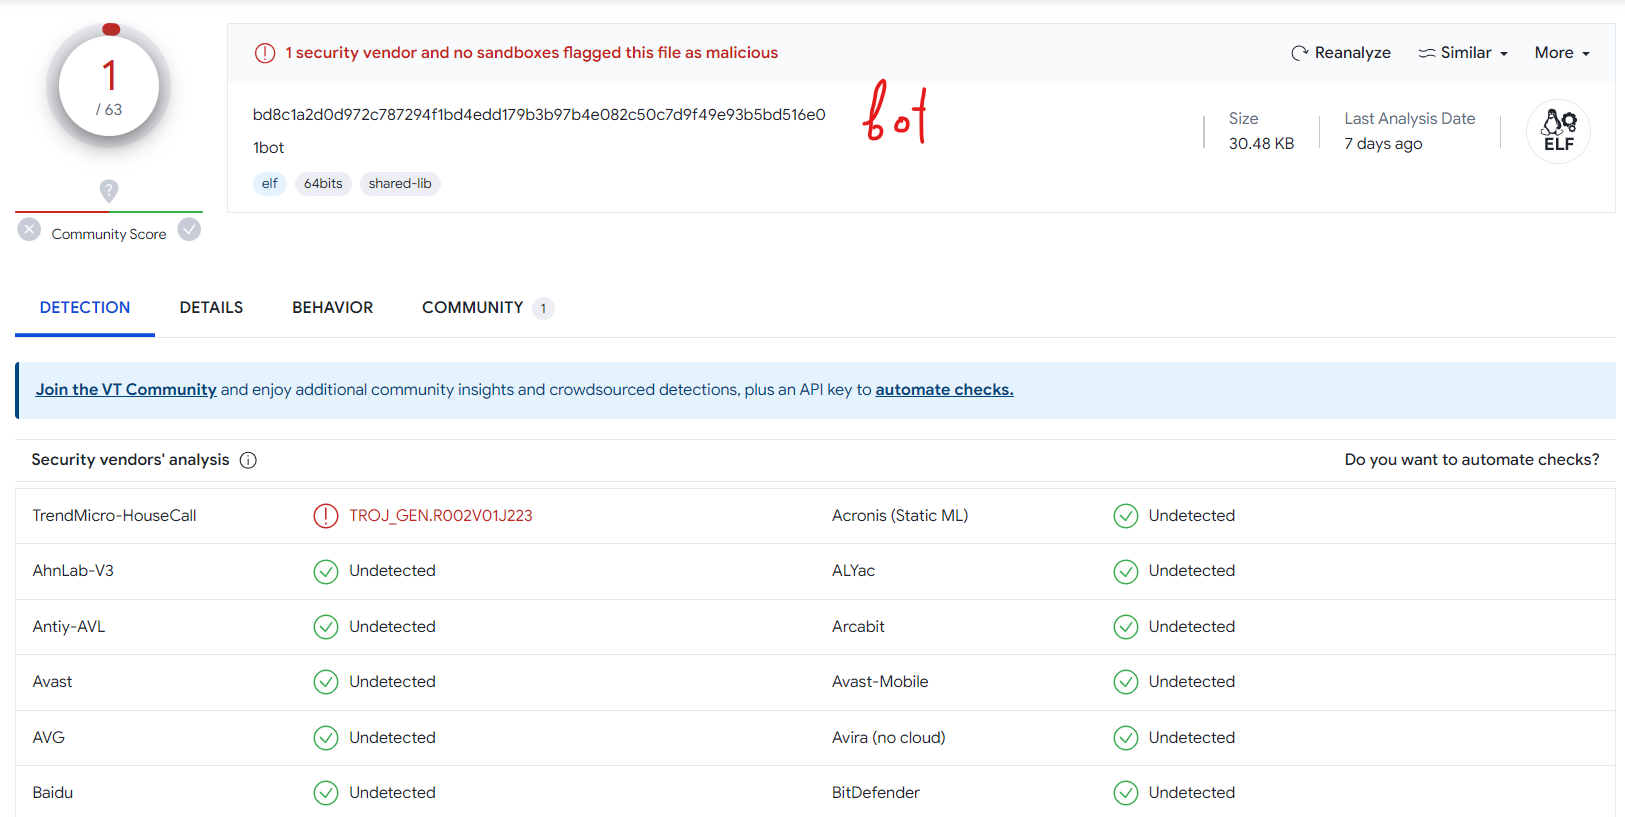 1
/ 63
Community Score
1 security vendor and no sandboxes flagged this file as malicious
Reanalyze
Similar
More
bd8c1a2d0d972c787294f1bd4edd179b3b97b4e082c50c7d9f49e93b5bd516e0
bot
1bot
elf
64bits
shared-lib
Size
30.48 KB
Last Analysis Date
7 days ago
ELF
DETECTION
DETAILS
BEHAVIOR
COMMUNITY 1
Join the VT Community and enjoy additional community insights and crowdsourced detections, plus an API key to automate checks.
Security vendors' analysis
Do you want to automate checks?
TrendMicro-HouseCall TROJ_GEN.R002V01J223 Acronis (Static ML) Undetected
AhnLab-V3 Undetected ALYac Undetected
Antiy-AVL Undetected Arcabit Undetected
Avast Undetected Avast-Mobile Undetected
AVG Undetected Avira (no cloud) Undetected
Baidu Undetected BitDefender Undetected